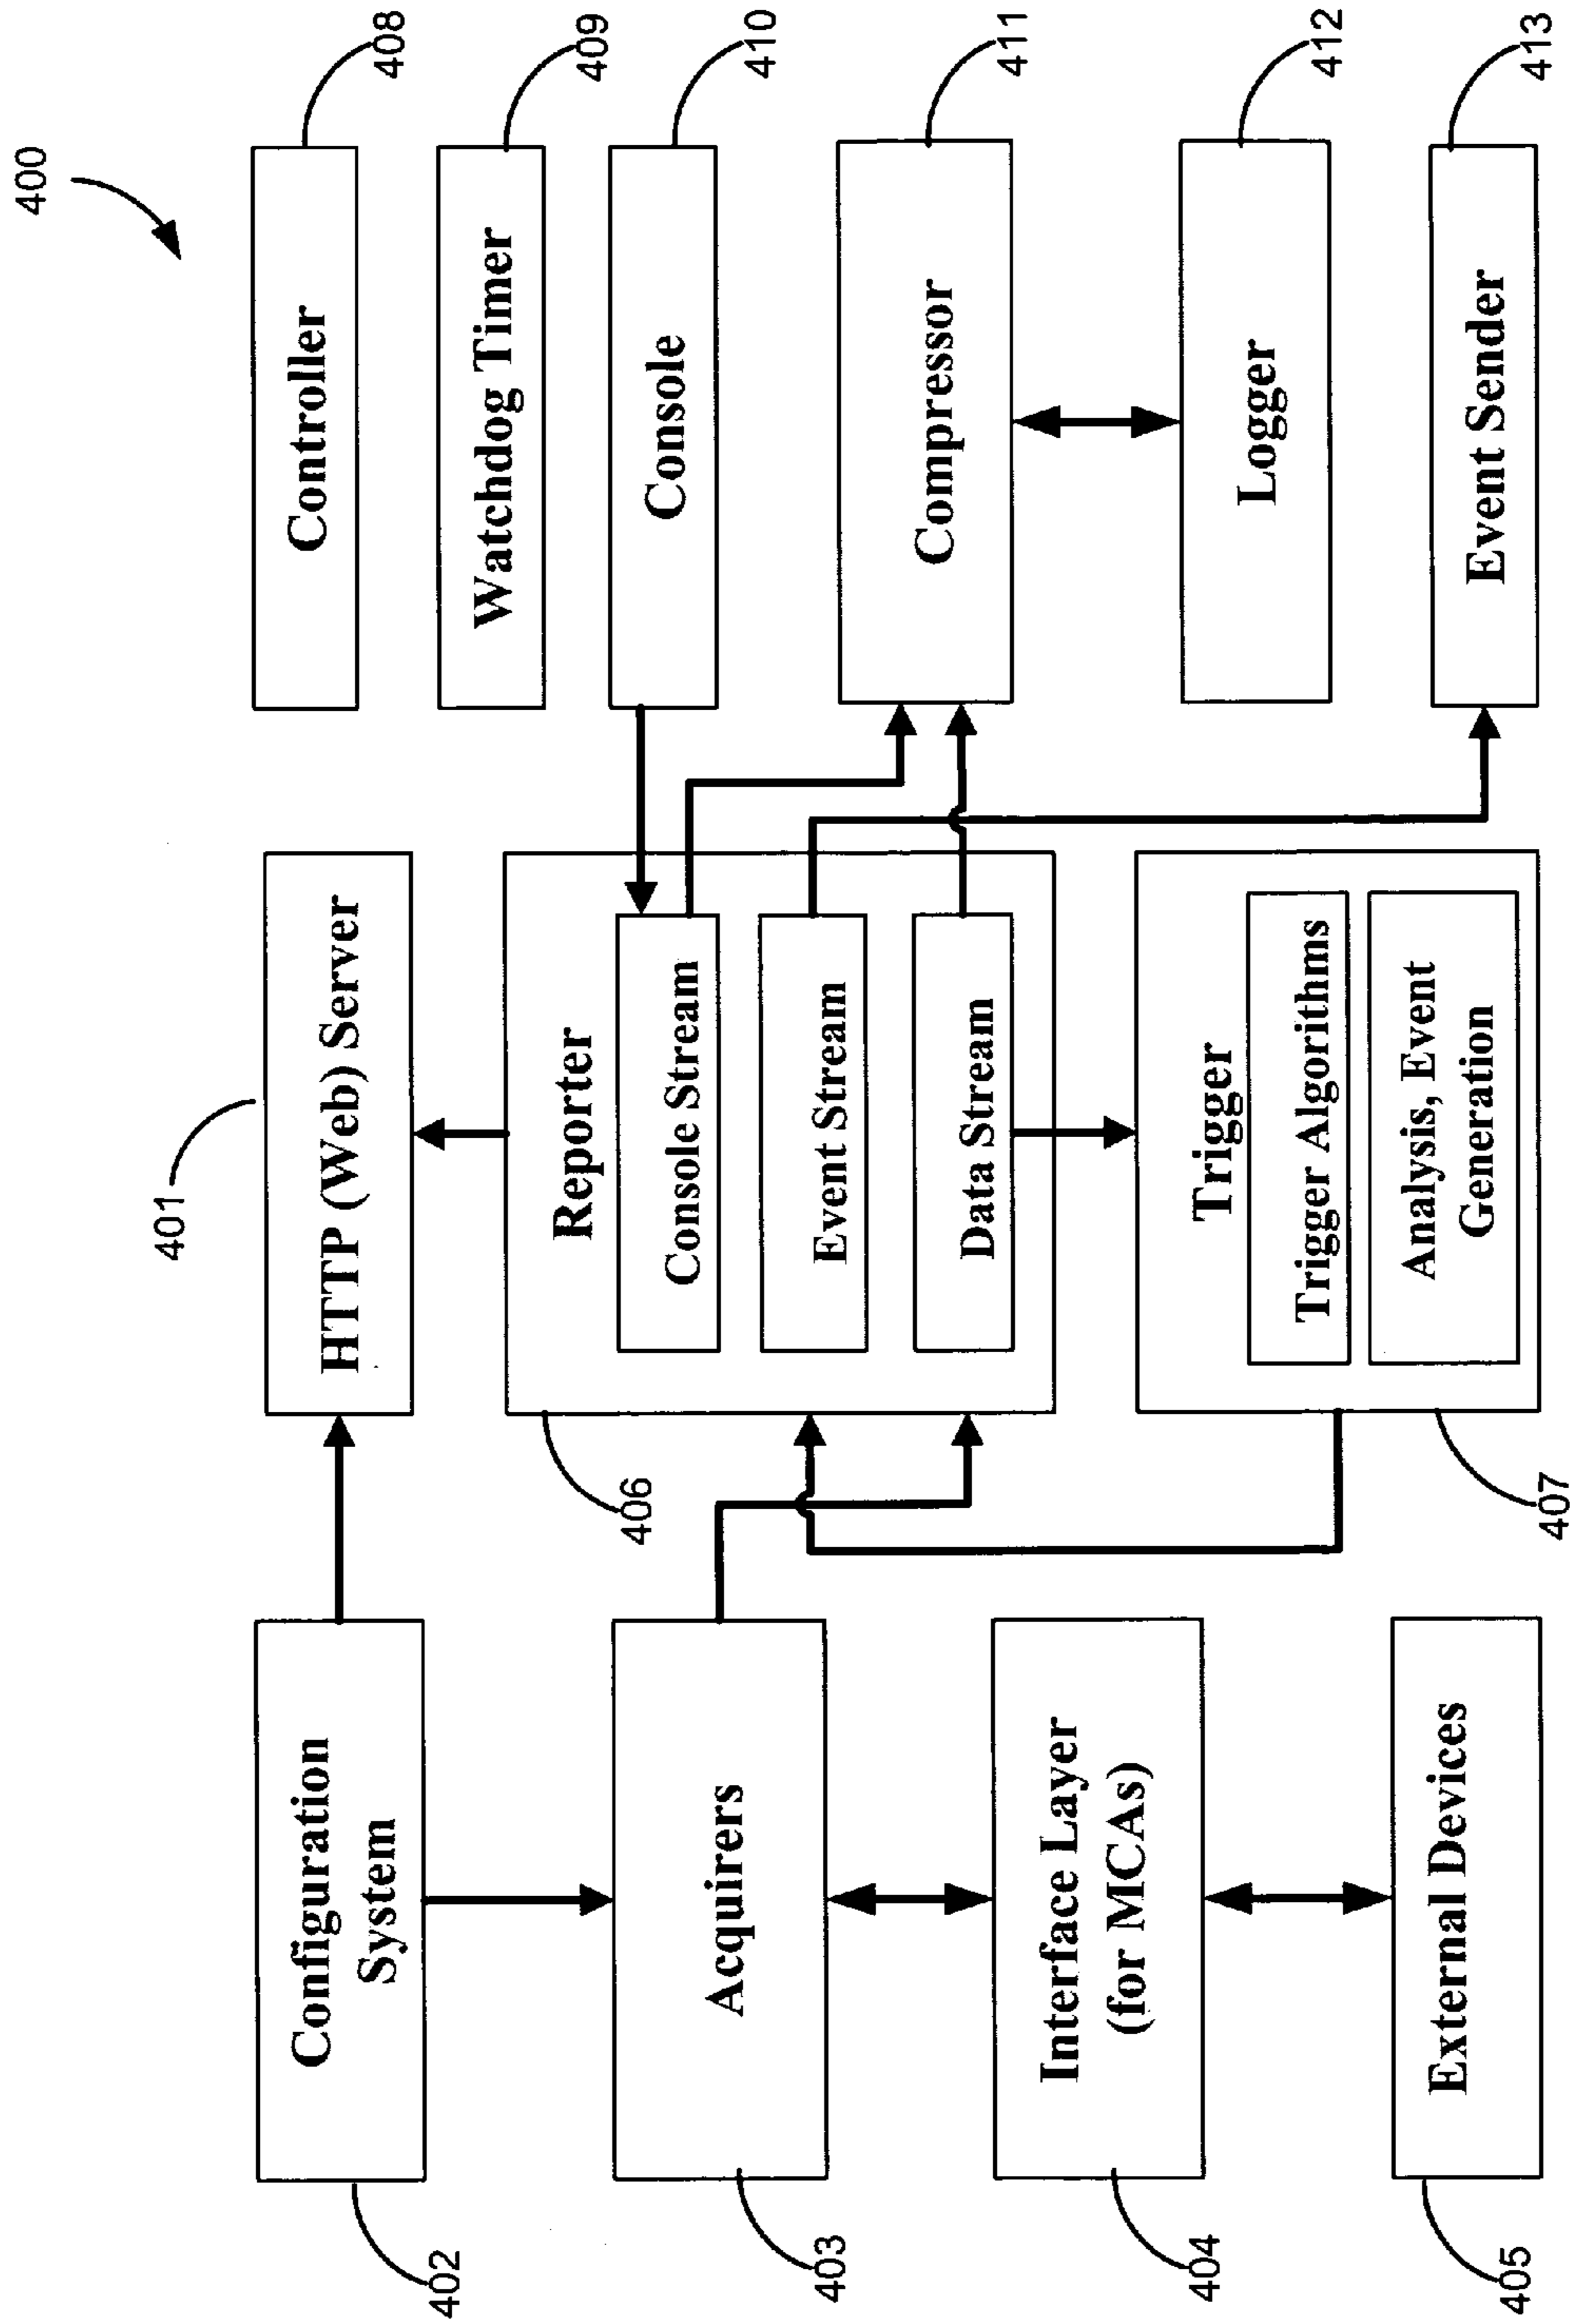 400
401
402
Configuration
System
HTTP (Web) Server
Controller
408
Watchdog Timer
409
403
Acquirers
406
Reporter
Console Stream
Event Stream
Data Stream
Console
410
Compressor
411
404
Interface Layer
(for MCAs)
407
Trigger
Trigger Algorithms
Analysis, Event
Generation
Logger
412
405
External Devices
Event Sender
413